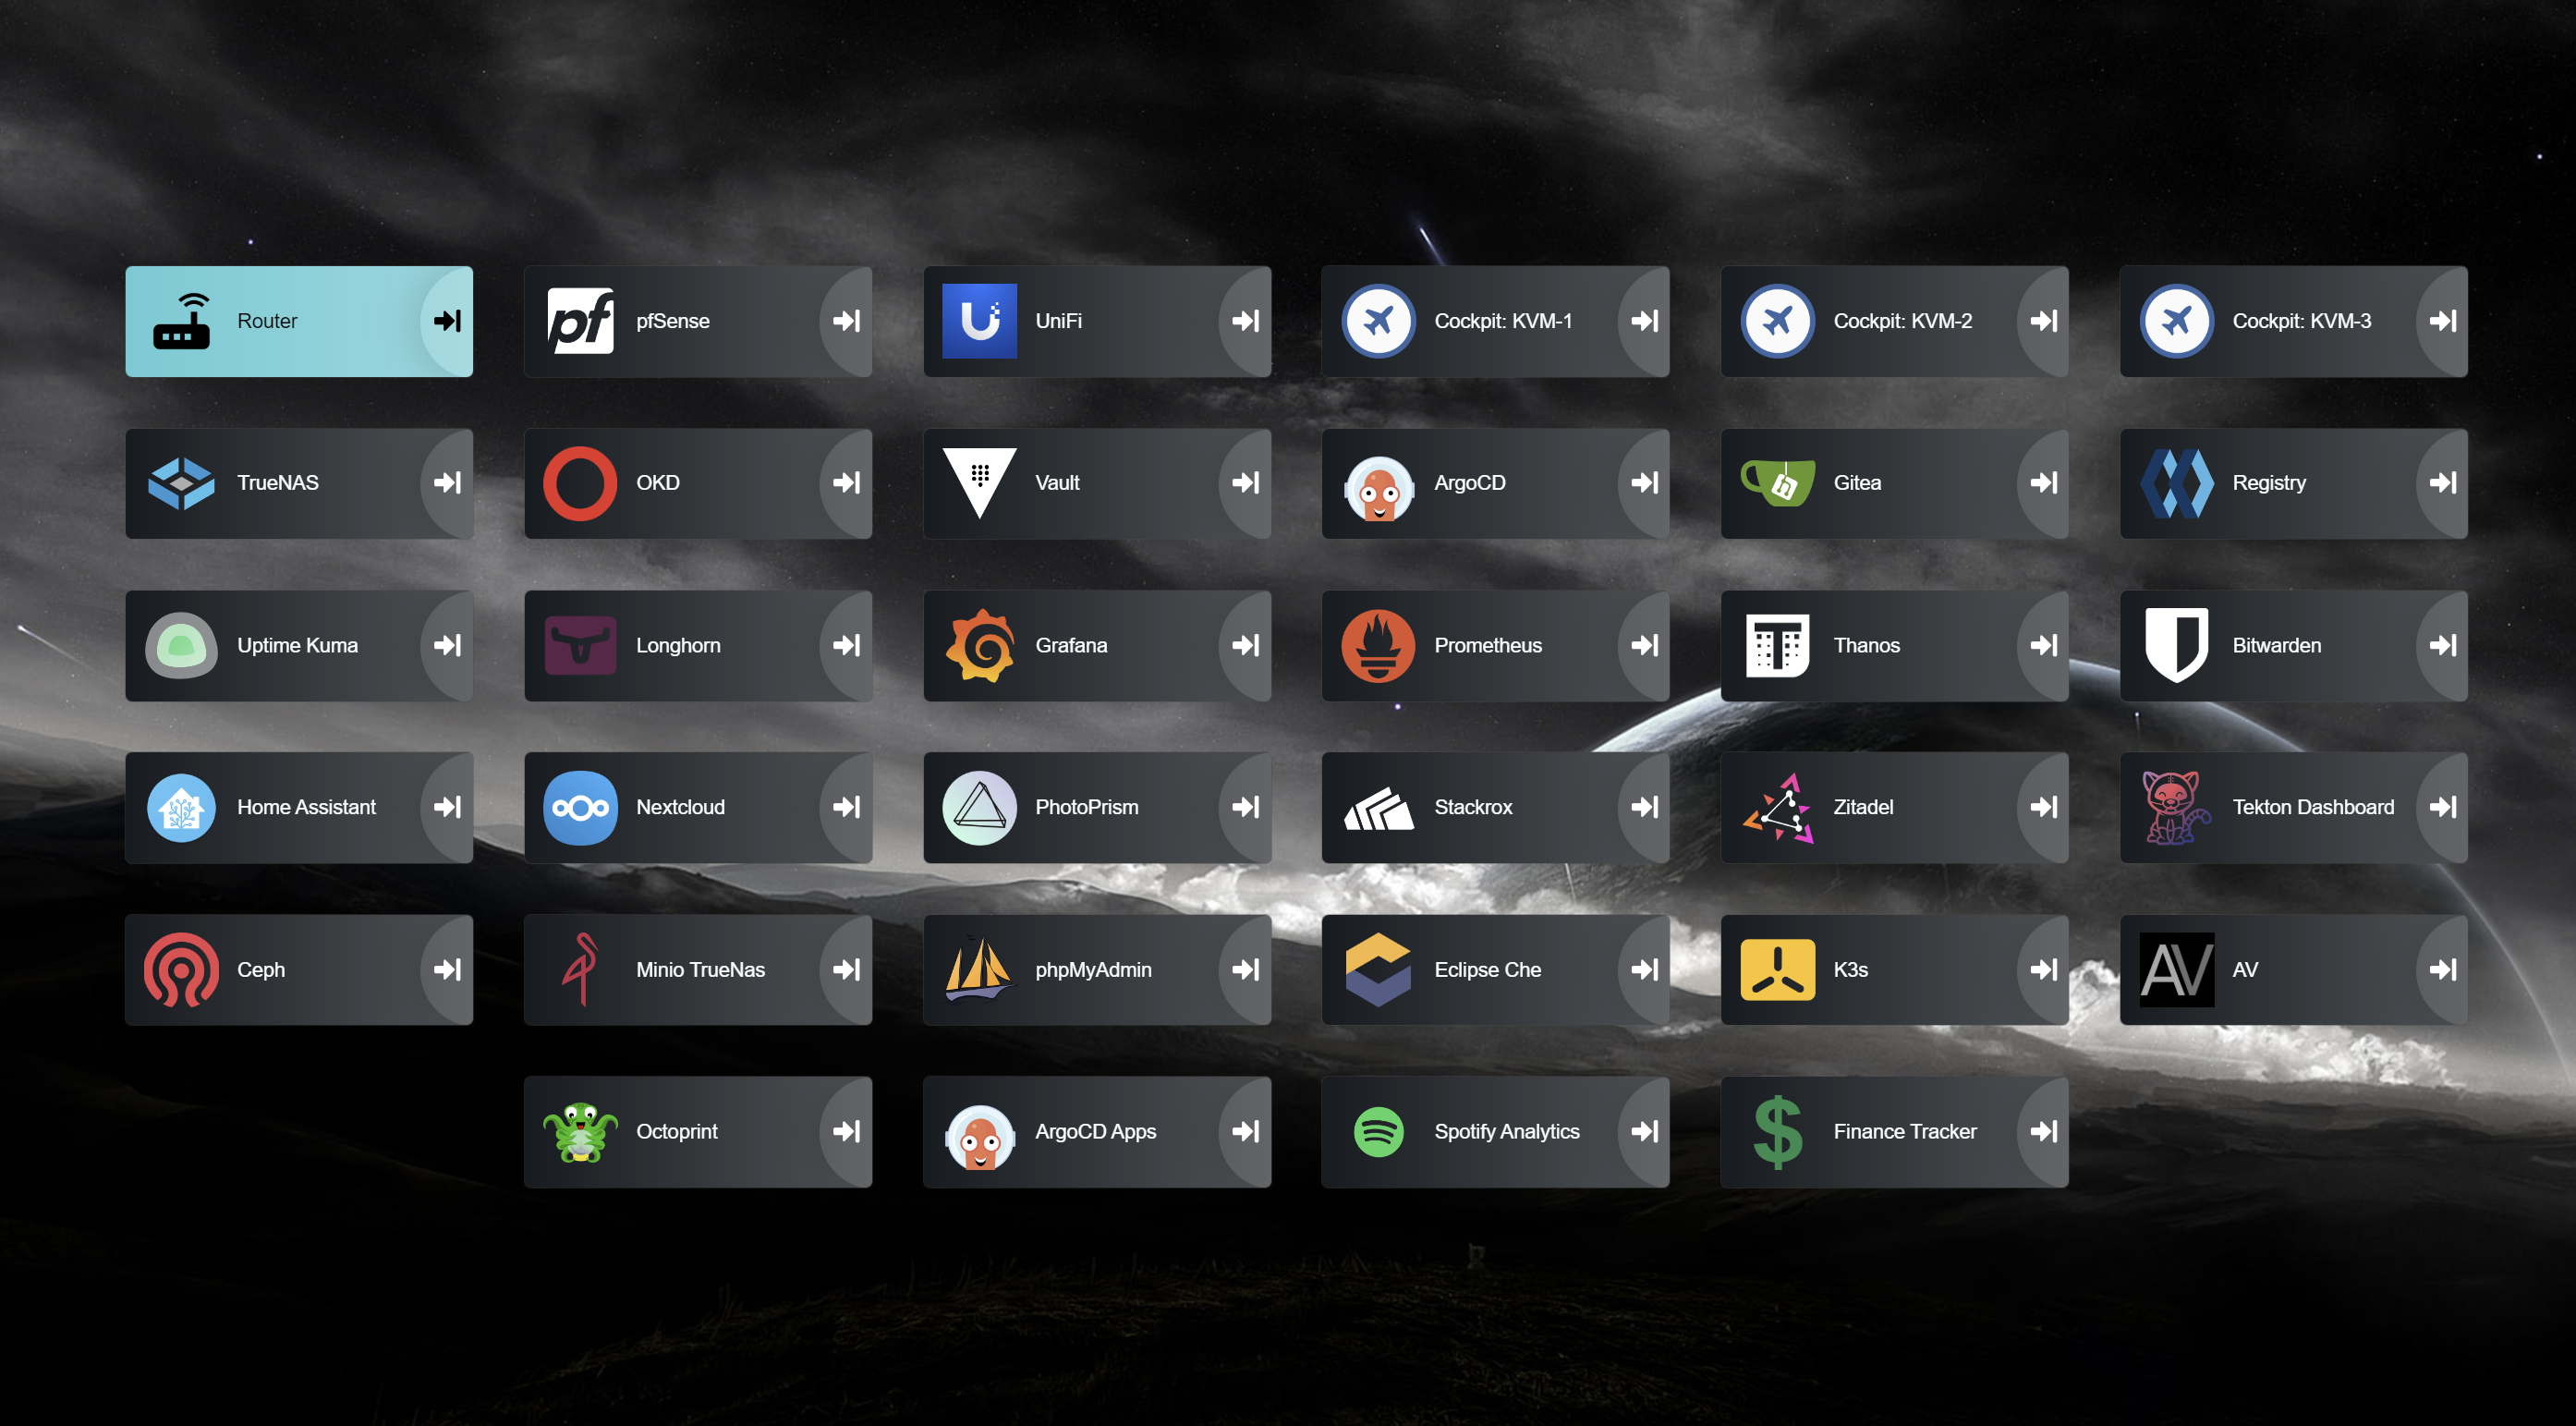 Router
pf
pfSense
UniFi
Cockpit: KVM-1
Cockpit: KVM-2
Cockpit: KVM-3
TrueNAS
OKD
Vault
ArgoCD
Gitea
Registry
Uptime Kuma
Longhorn
Grafana
Prometheus
Thanos
Bitwarden
Home Assistant
Nextcloud
PhotoPrism
Stackrox
Zitadel
Tekton Dashboard
Ceph
Minio TrueNas
phpMyAdmin
Eclipse Che
K3s
AV
AV
Octoprint
ArgoCD Apps
Spotify Analytics
$
Finance Tracker